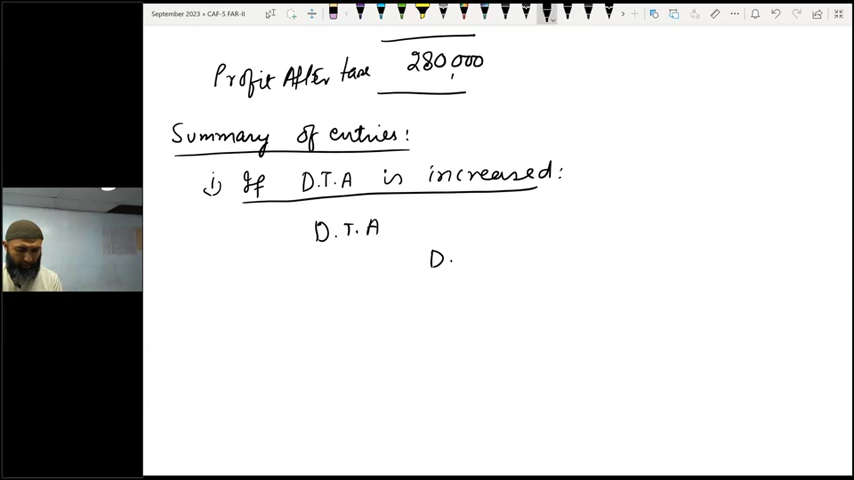 September 2023 » CAF-5 FAR-II
Profit After tax 280,000
Summary of entries:
i) If D.T.A is increased:
D.T.A
D.